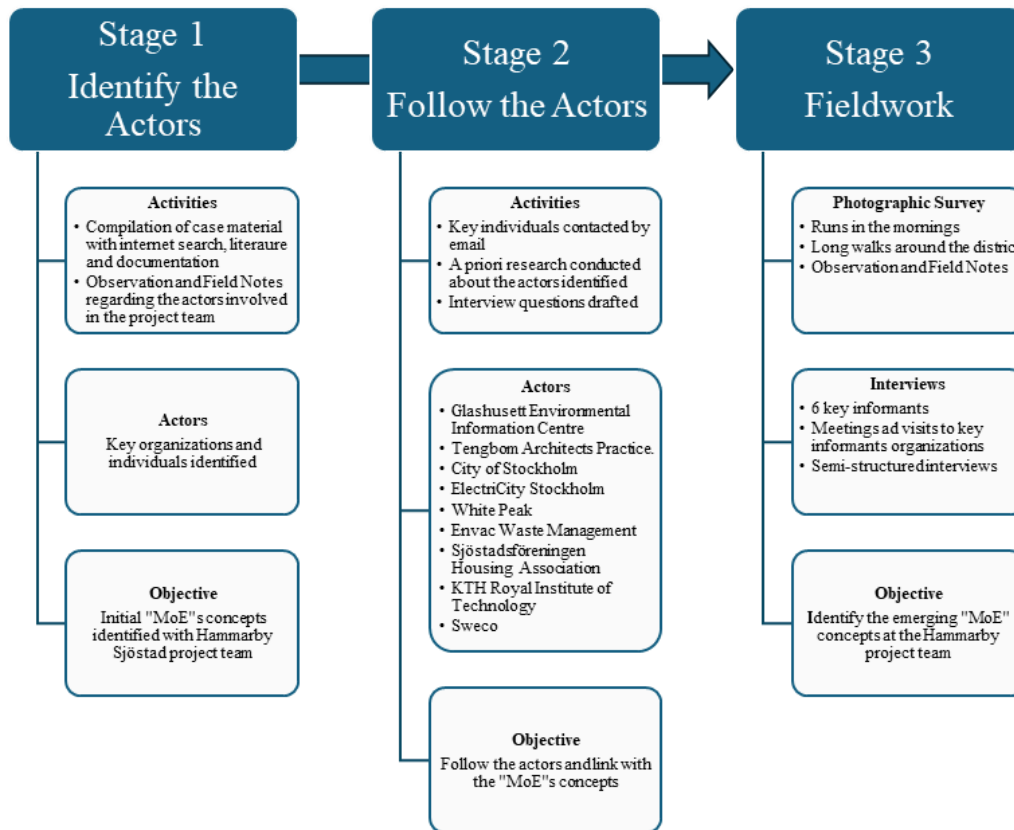 Stage 1
Identify the
Actors
Activities
• Compilation of case material
with internet search, literaure
and documentation
• Observation and Field Notes
regarding the actors involved
in the project team
Actors
Key organizations and
individuals identified
Objective
Initial "MoE"s concepts
identified with Hammarby
Sjöstad project team
Stage 2
Follow the Actors
Activities
• Key individuals contacted by
email
• A priori research conducted
about the actors identified
• Interview questions drafted
Actors
• Glashusett Environmental
Information Centre
• Tengbom Architects Practice.
• City of Stockholm
• ElectriCity Stockholm
• White Peak
• Envac Waste Management
• Sjöstadsföreningen
Housing Association
• KTH Royal Institute of
Technology
• Sweco
Objective
Follow the actors and link with
the "MoE"s concepts
Stage 3
Fieldwork
Photographic Survey
• Runs in the mornings
• Long walks around the distric
• Observation and Field Notes
Interviews
• 6 key informants
• Meetings ad visits to key
informants organizations
• Semi-structured interviews
Objective
Identify the emerging "MoE"
concepts at the Hammarby
project team